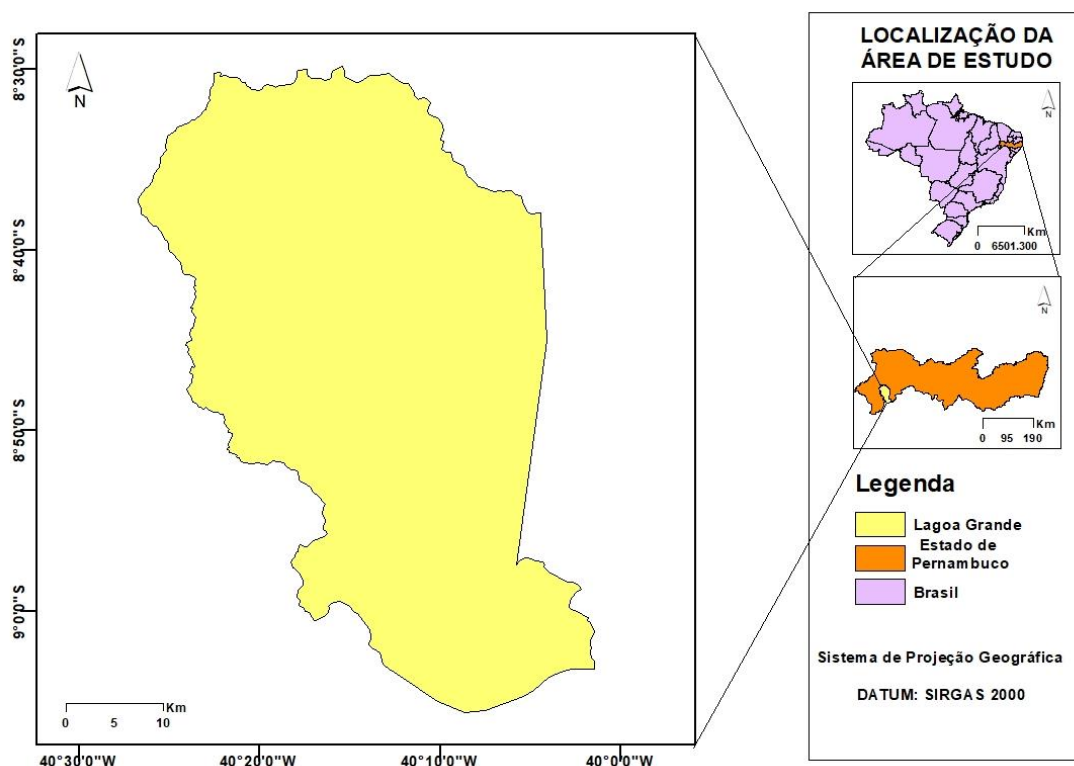 N
8°30'0"S
8°40'0"S
8°50'0"S
9°0'0"S
Km
0 5 10
40°30'0"W 40°20'0"W 40°10'0"W 40°0'0"W
LOCALIZAÇÃO DA
ÁREA DE ESTUDO
N
Km
0 6501.300
N
Km
0 95 190
Legenda
Lagoa Grande
Estado de
Pernambuco
Brasil
Sistema de Projeção Geográfica
DATUM: SIRGAS 2000